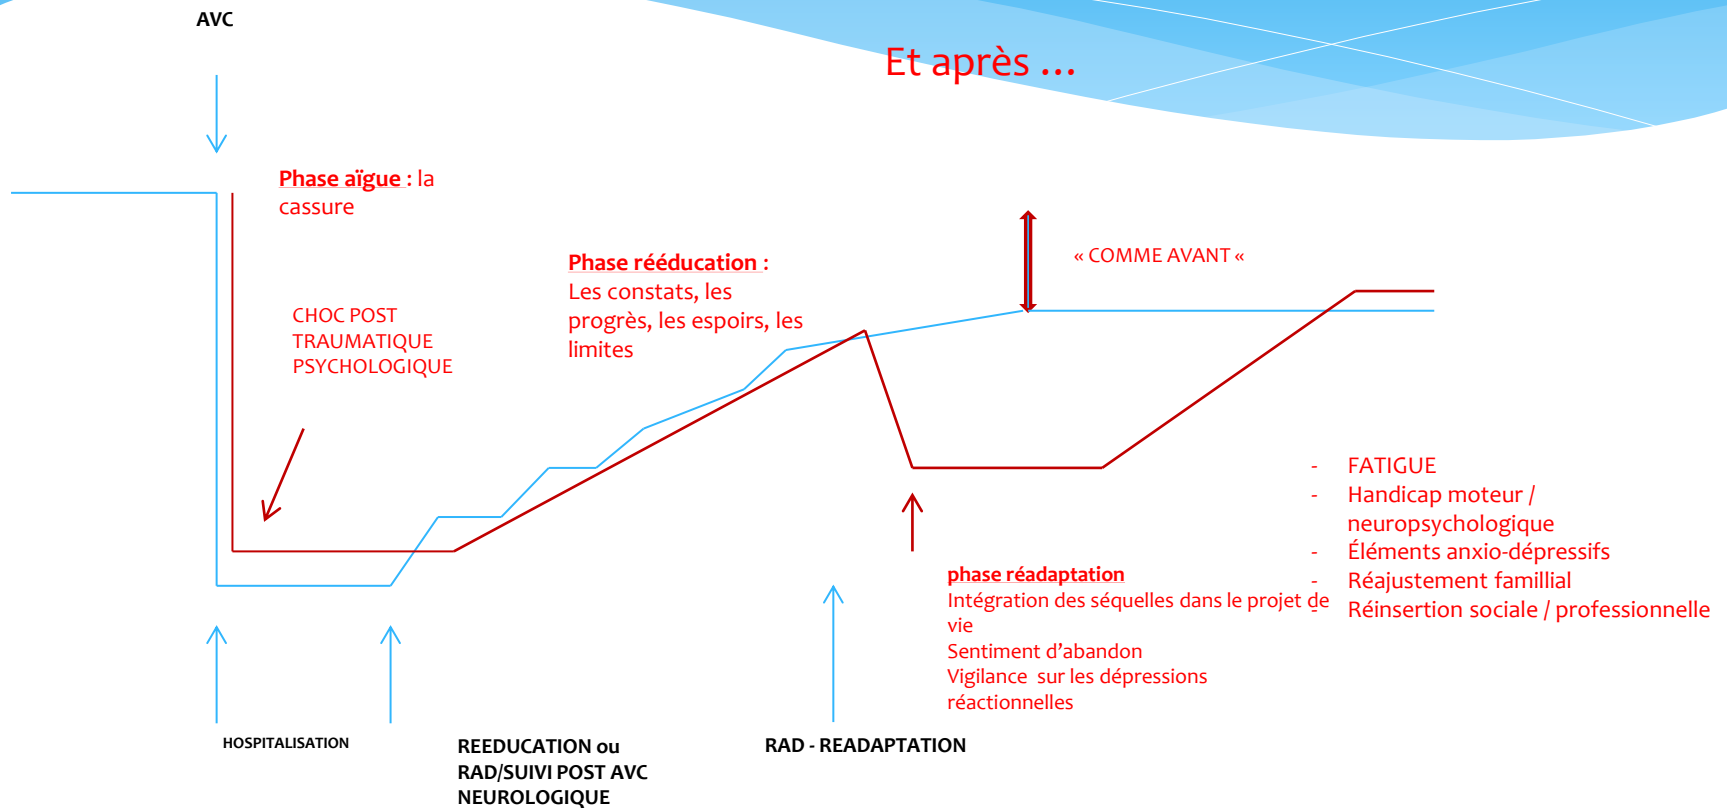 AVC
Et après ...
Phase aïgue : la
cassure
CHOC POST
TRAUMATIQUE
PSYCHOLOGIQUE
Phase rééducation :
Les constats, les
progrès, les espoirs, les
limites
« COMME AVANT «
- FATIGUE
- Handicap moteur /
neuropsychologique
- Éléments anxio-dépressifs
- Réajustement famillial
- Réinsertion sociale / professionnelle
phase réadaptation
Intégration des séquelles dans le projet de
vie
Sentiment d’abandon
Vigilance sur les dépressions
réactionnelles
HOSPITALISATION
REEDUCATION ou
RAD/SUIVI POST AVC
NEUROLOGIQUE
RAD - READAPTATION